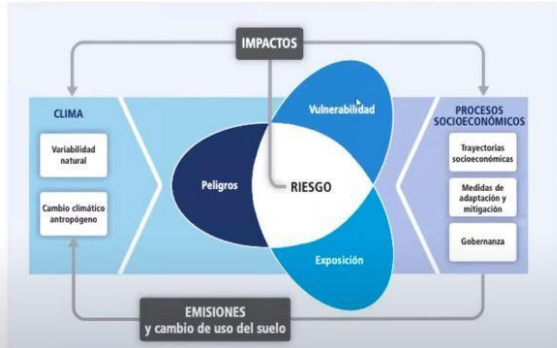 IMPACTOS
CLIMA
Variabilidad
natural
Cambio climático
antropógeno
Vulnerabilidad
Peligros
RIESGO
Exposición
PROCESOS
SOCIOECONÓMICOS
Trayectorias
socioeconómicas
Medidas de
adaptación y
mitigación
Gobernanza
EMISIONES
y cambio de uso del suelo